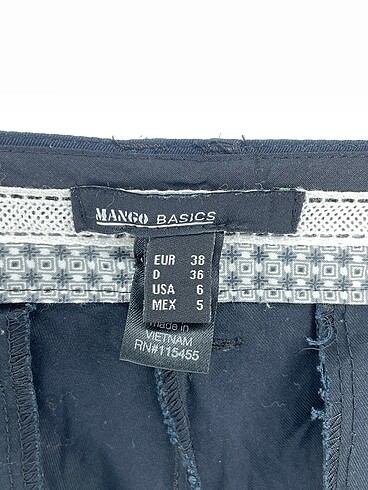 MANGO BASICS
EUR 38
D 36
USA 6
MEX 5
made in
VIETNAM
RN#115455